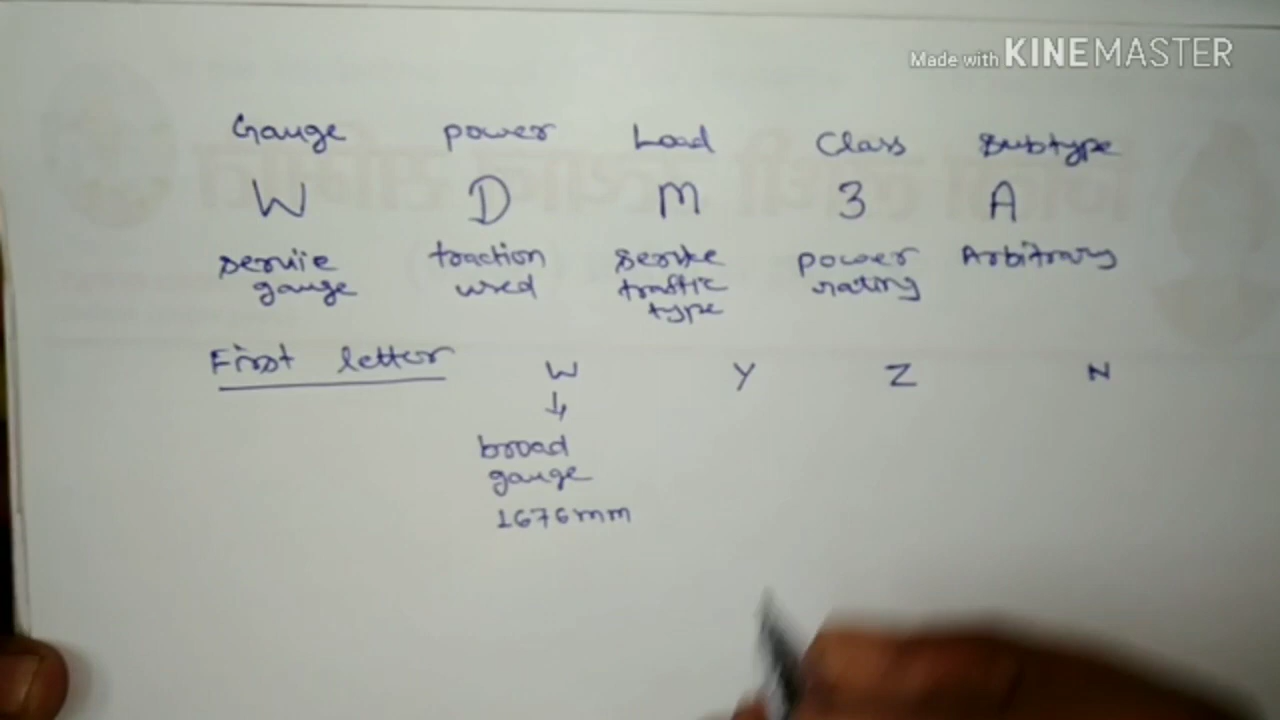 Made with KINEMASTER
Gauge power Load Class Subtype
W D M 3 A
service gauge traction used service traffic type power rating Arbitrary
First letter W Y Z N
↓
broad
gauge
1676mm